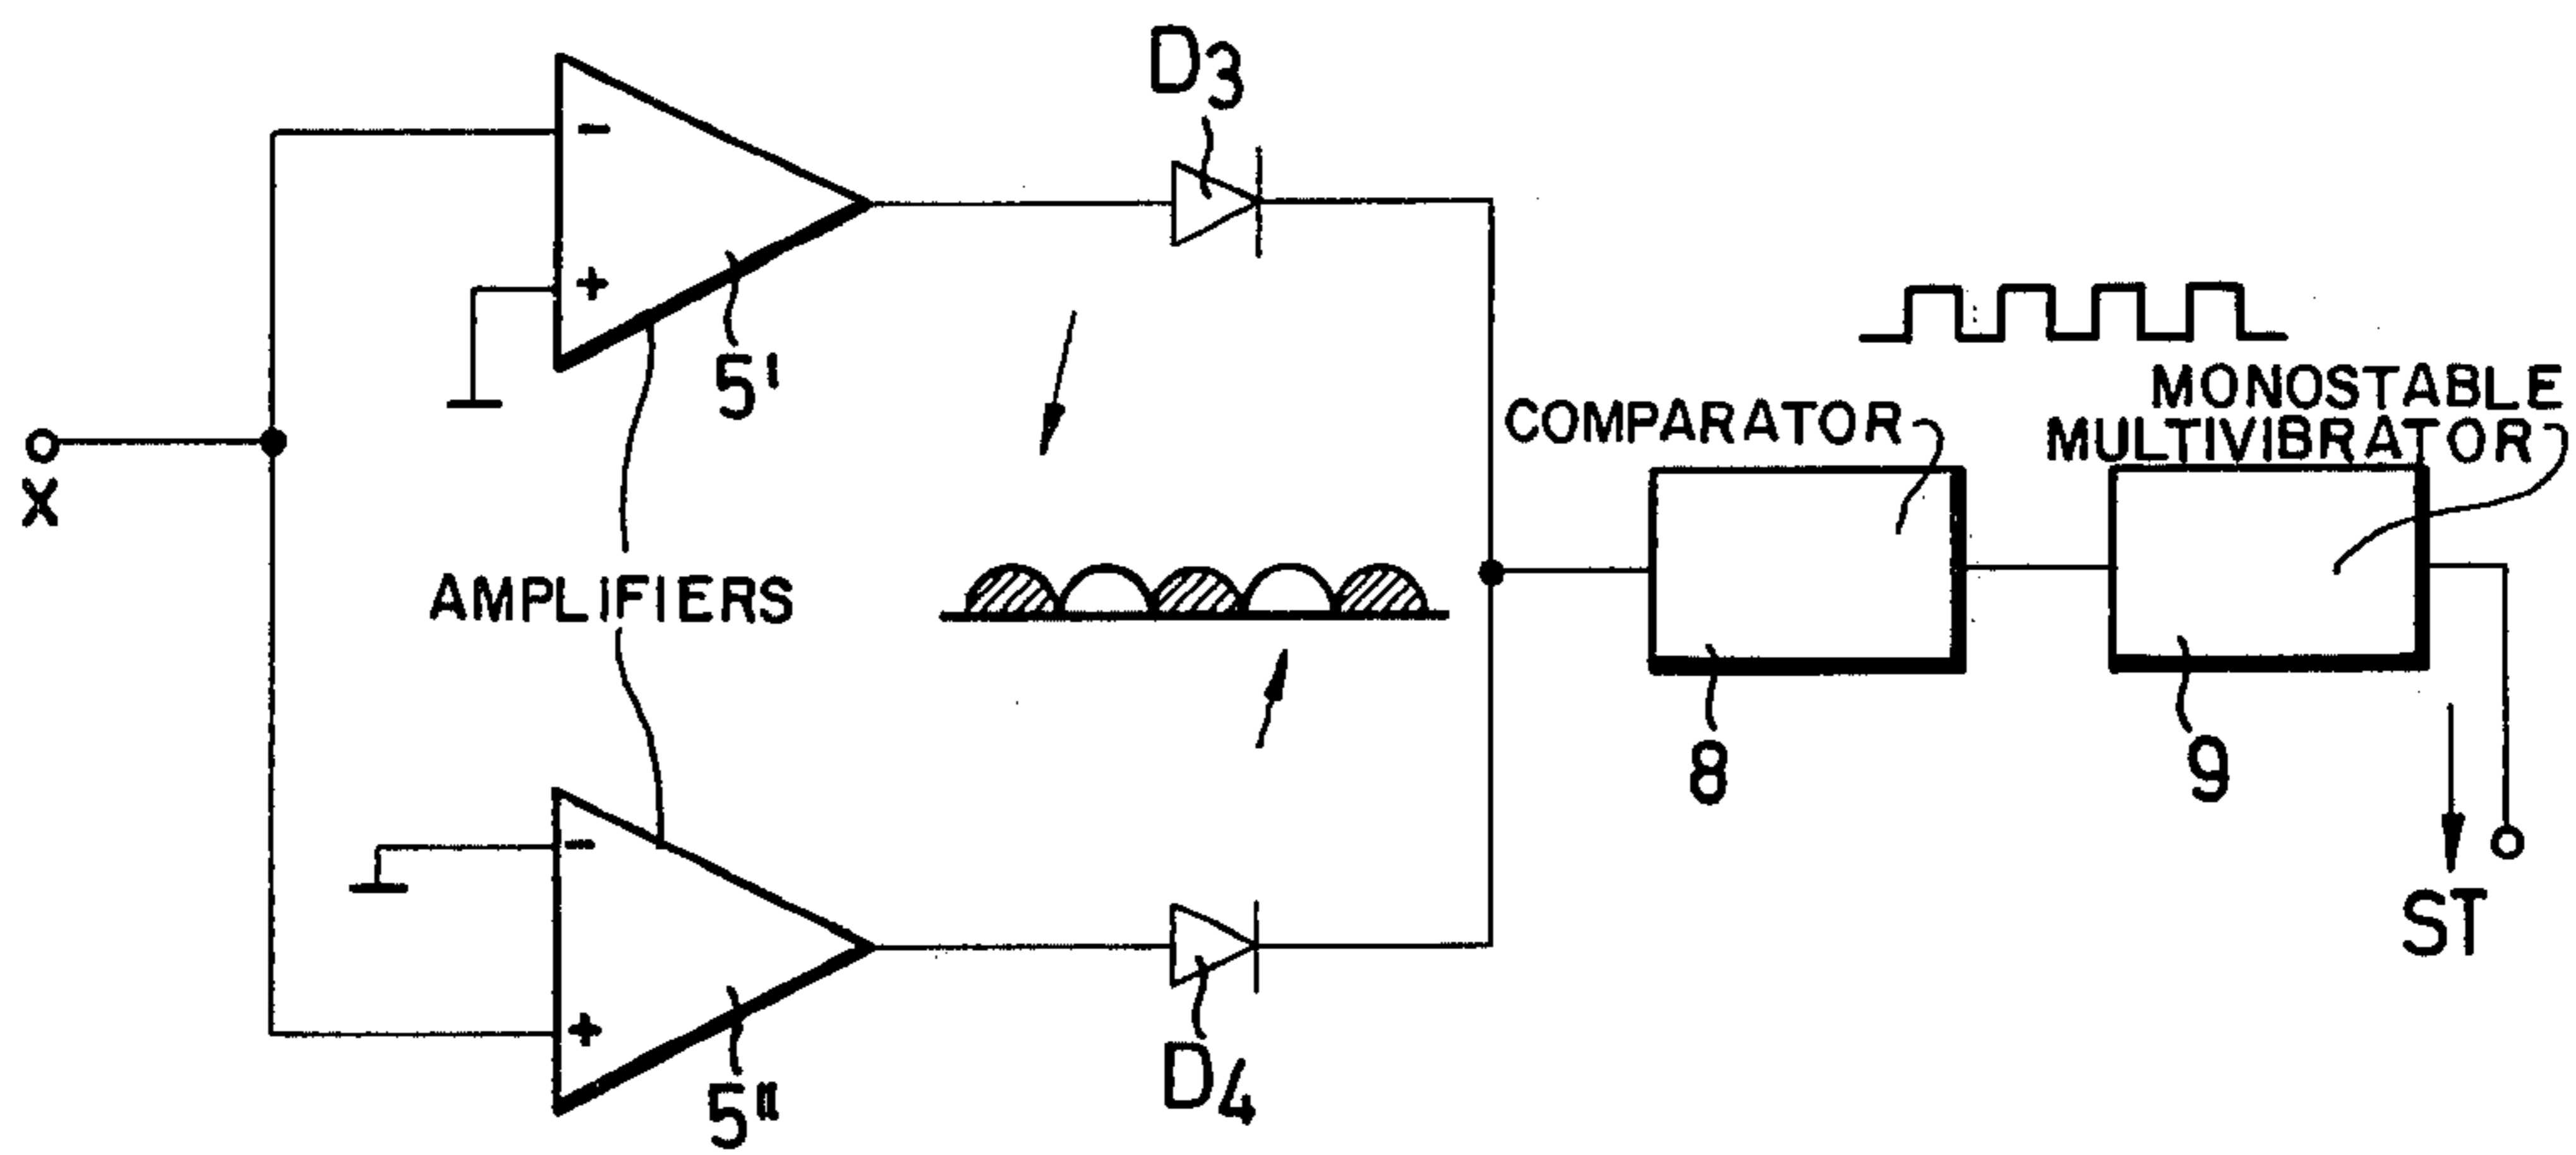 D3
-
+
5'
X
COMPARATOR
MONOSTABLE
MULTIVIBRATOR
AMPLIFIERS
8
9
-
+
5"
D4
ST